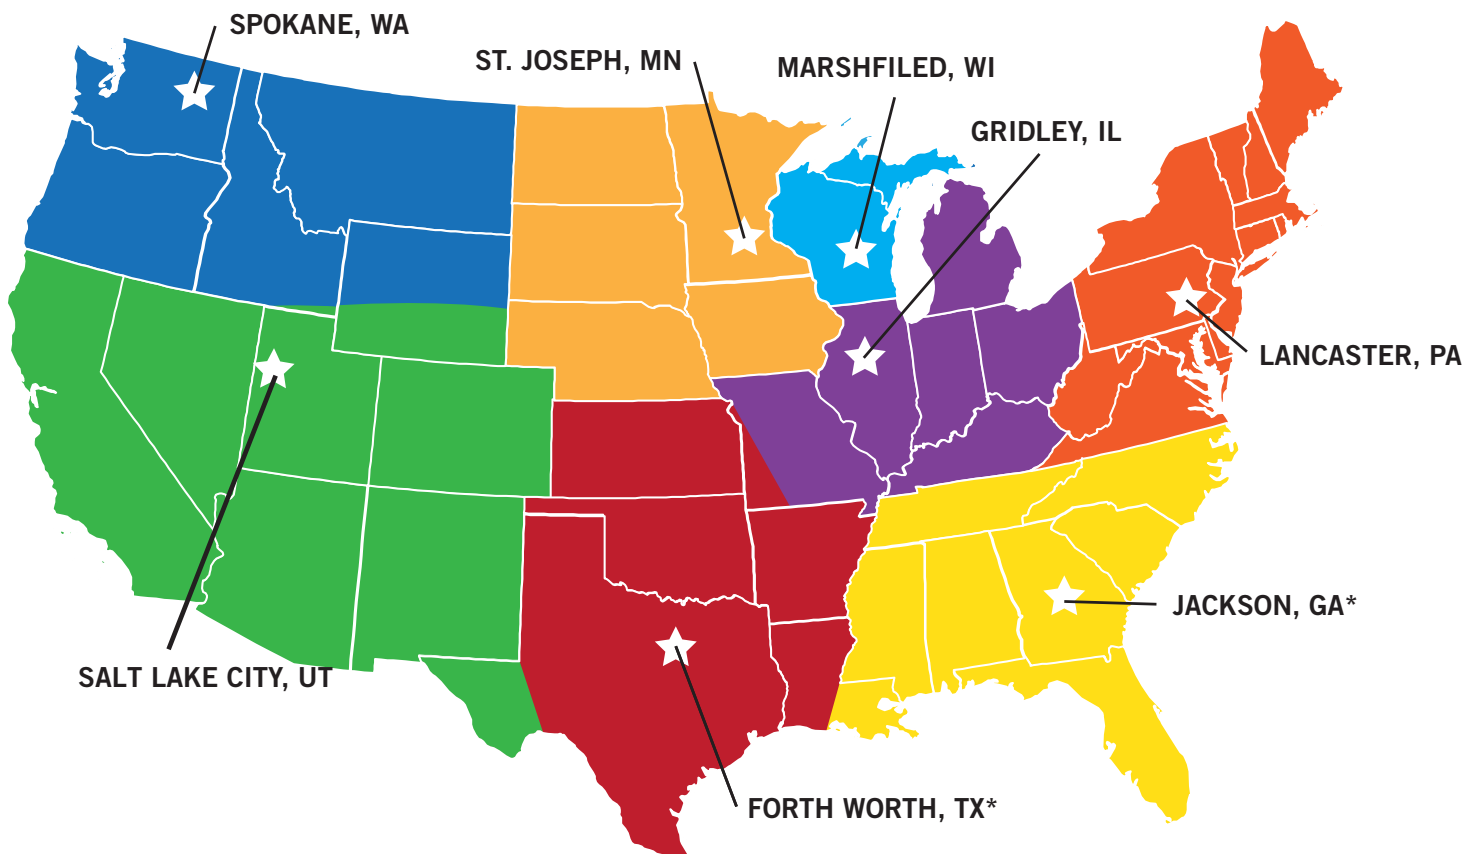 SPOKANE, WA
ST. JOSEPH, MN
MARSHFILED, WI
GRIDLEY, IL
LANCASTER, PA
JACKSON, GA*
SALT LAKE CITY, UT
FORTH WORTH, TX*